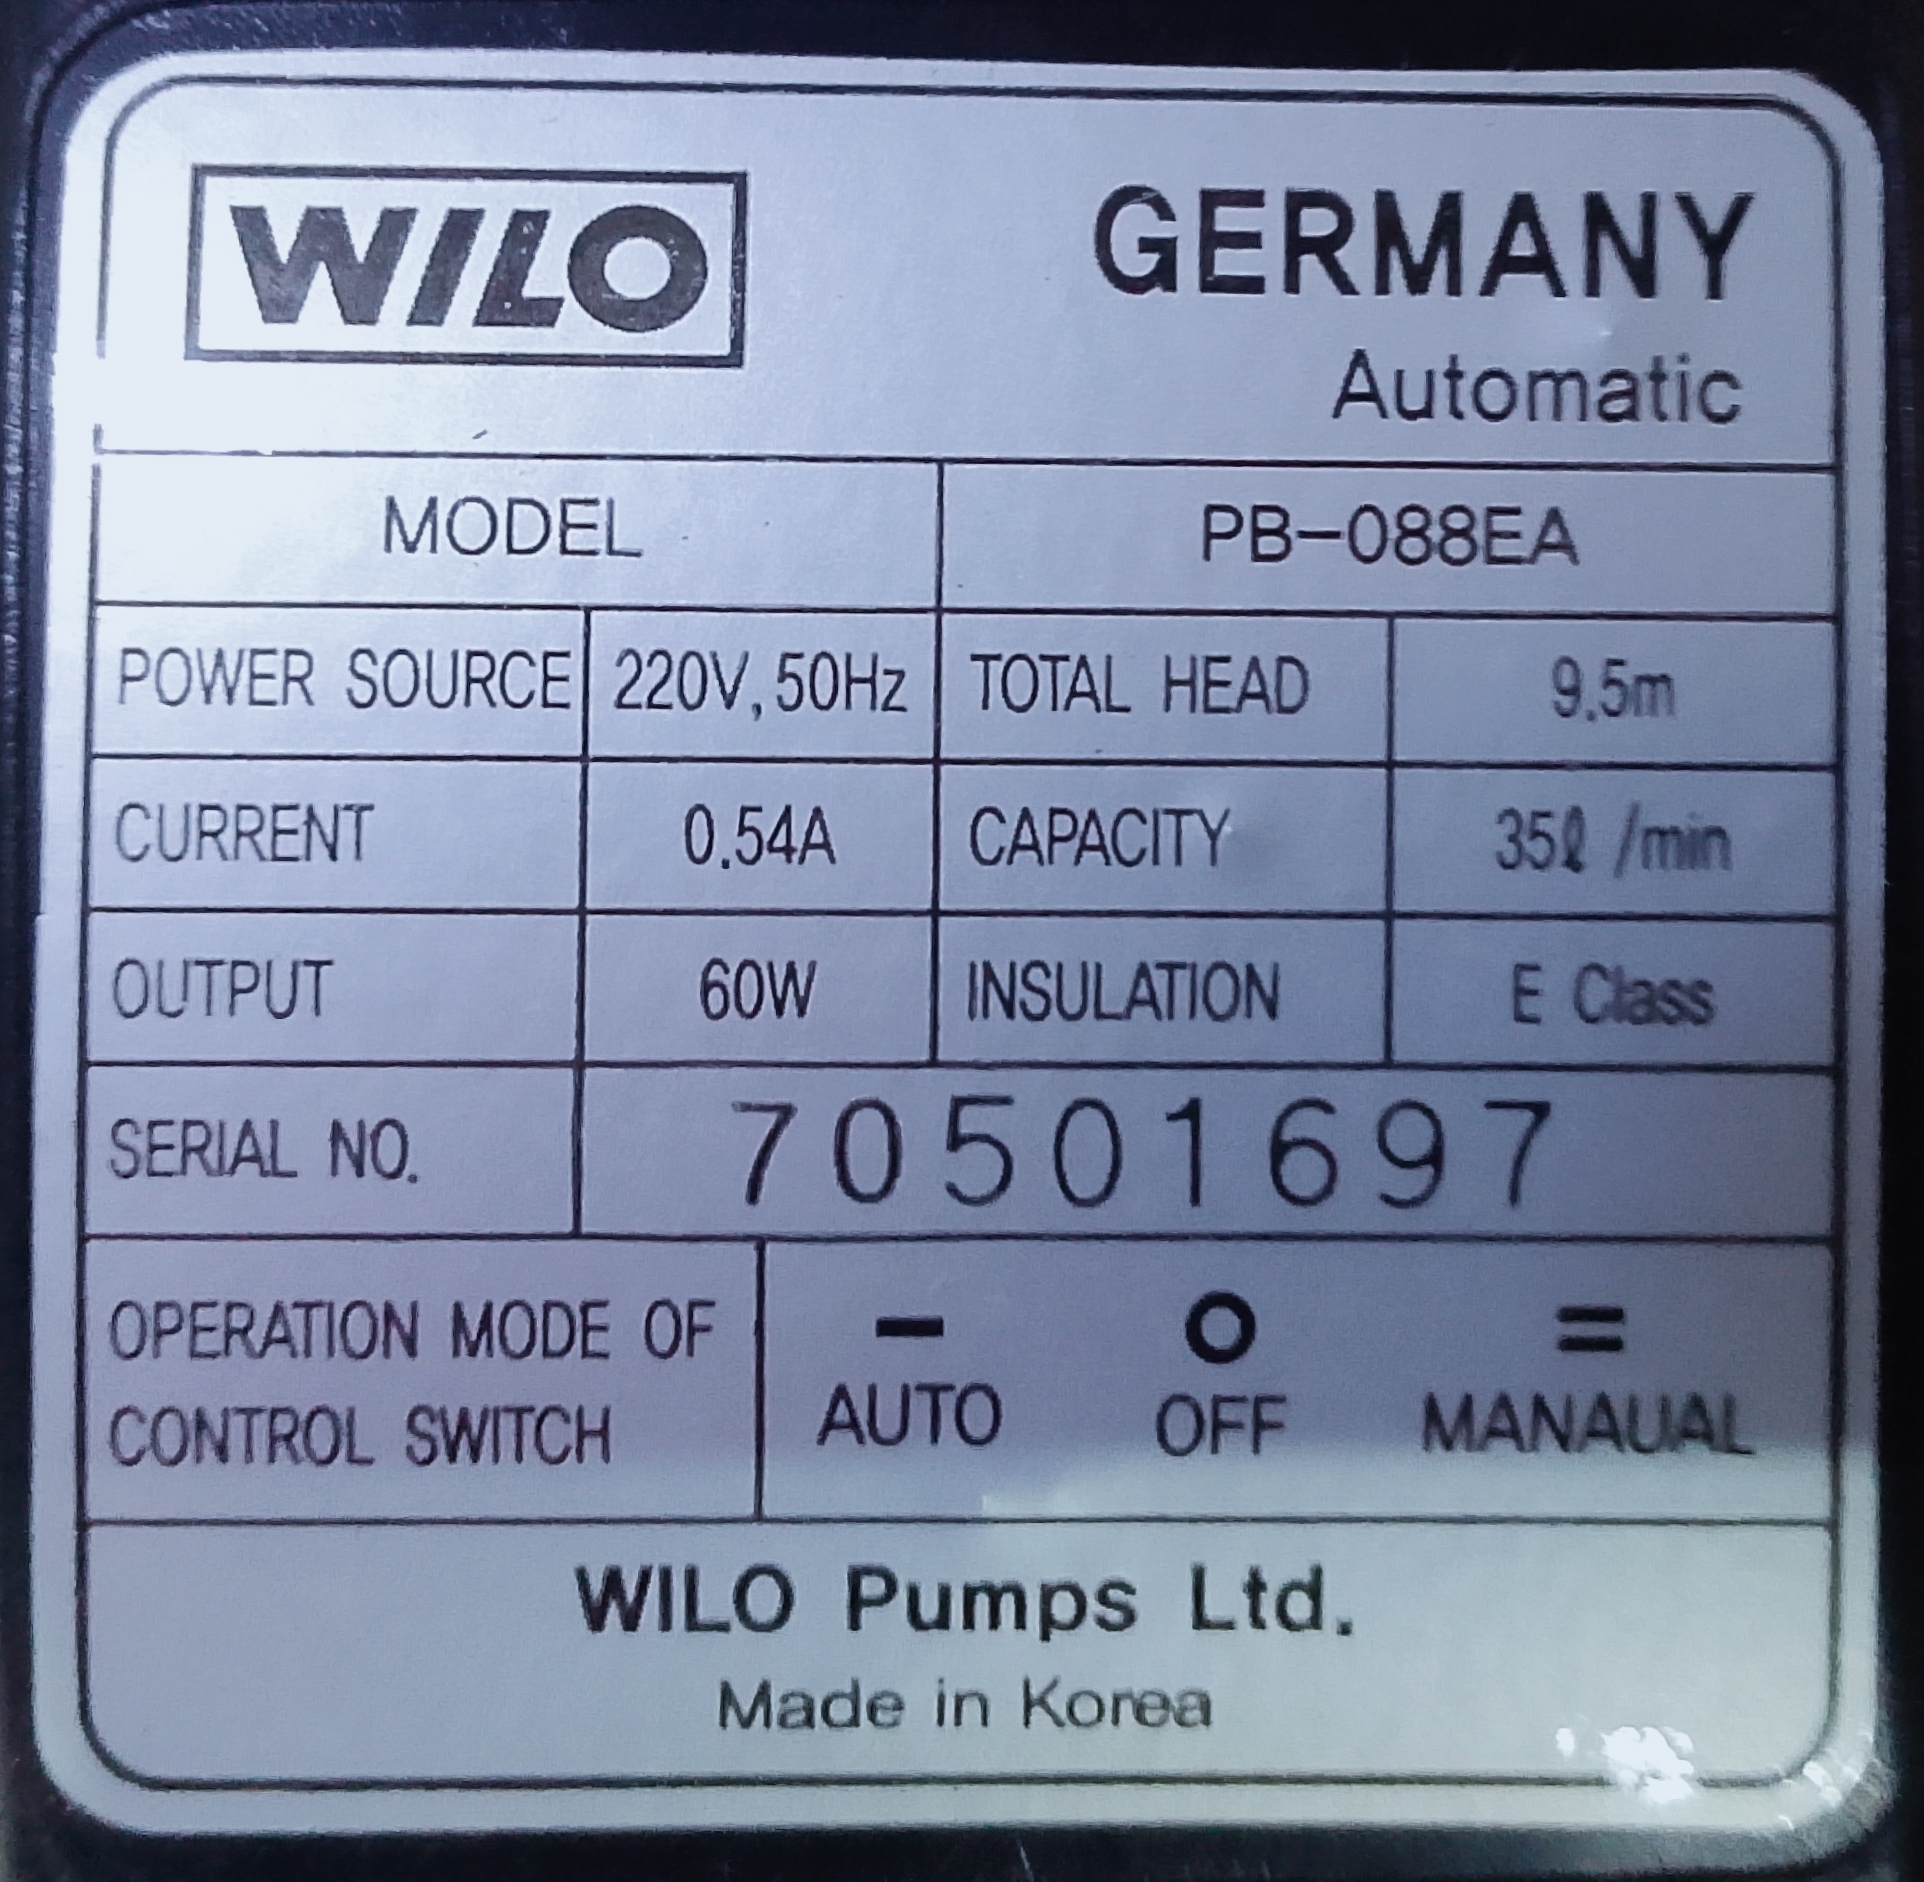 WILO GERMANY
Automatic
MODEL PB-088EA
POWER SOURCE 220V, 50Hz TOTAL HEAD 9.5m
CURRENT 0.54A CAPACITY 35ℓ /min
OUTPUT 60W INSULATION E Class
SERIAL NO. 70501697
OPERATION MODE OF
CONTROL SWITCH
– O =
AUTO OFF MANAUAL
WILO Pumps Ltd.
Made in Korea